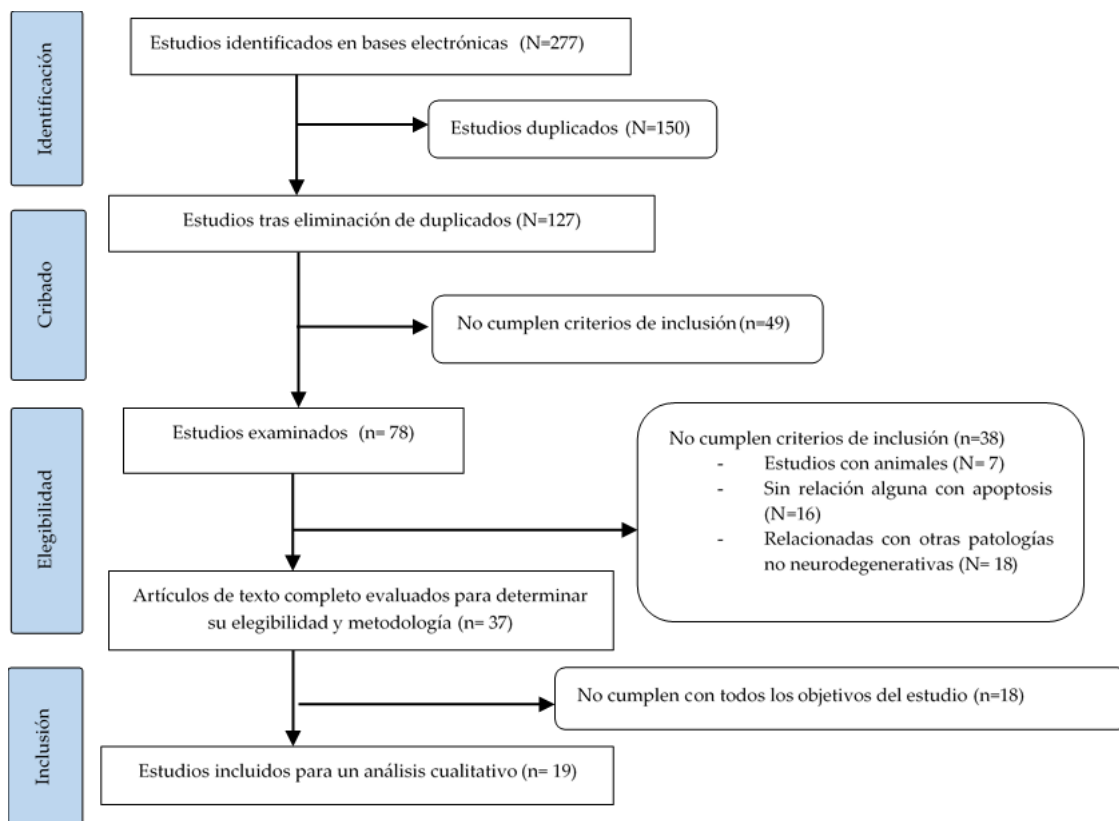 Identificación
Estudios identificados en bases electrónicas (N=277)
Estudios duplicados (N=150)
Cribado
Estudios tras eliminación de duplicados (N=127)
No cumplen criterios de inclusión (n=49)
Elegibilidad
Estudios examinados (n= 78)
No cumplen criterios de inclusión (n=38)
- Estudios con animales (N= 7)
- Sin relación alguna con apoptosis
(N=16)
- Relacionadas con otras patologías
no neurodegenerativas (N= 18)
Artículos de texto completo evaluados para determinar
su elegibilidad y metodología (n= 37)
Inclusión
No cumplen con todos los objetivos del estudio (n=18)
Estudios incluidos para un análisis cualitativo (n= 19)